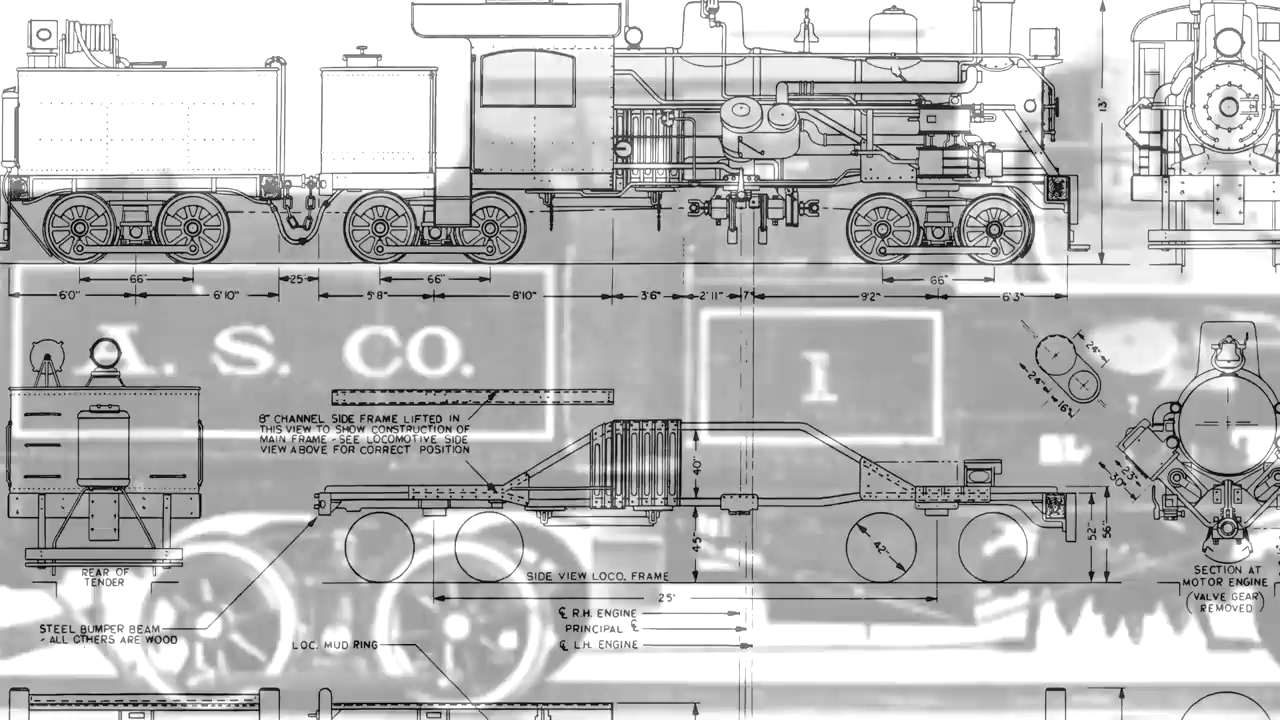 13'
66"
25"
66"
66"
6'0"
6'10"
5'8"
8'10"
3'6"
2'11"
7"
9'2"
6'3"
A. S. CO.
1
24"
24"
16½"
8" CHANNEL SIDE FRAME LIFTED IN
THIS VIEW TO SHOW CONSTRUCTION OF
MAIN FRAME - SEE LOCOMOTIVE SIDE
VIEW ABOVE FOR CORRECT POSITION
40"
23"
30"
45"
42"
52"
56"
REAR OF
TENDER
SIDE VIEW LOCO. FRAME
25'
SECTION AT
MOTOR ENGINE
(VALVE GEAR
REMOVED)
℄ R.H. ENGINE
PRINCIPAL ℄
℄ L.H. ENGINE
STEEL BUMPER BEAM
- ALL OTHERS ARE WOOD
LOC. MUD RING